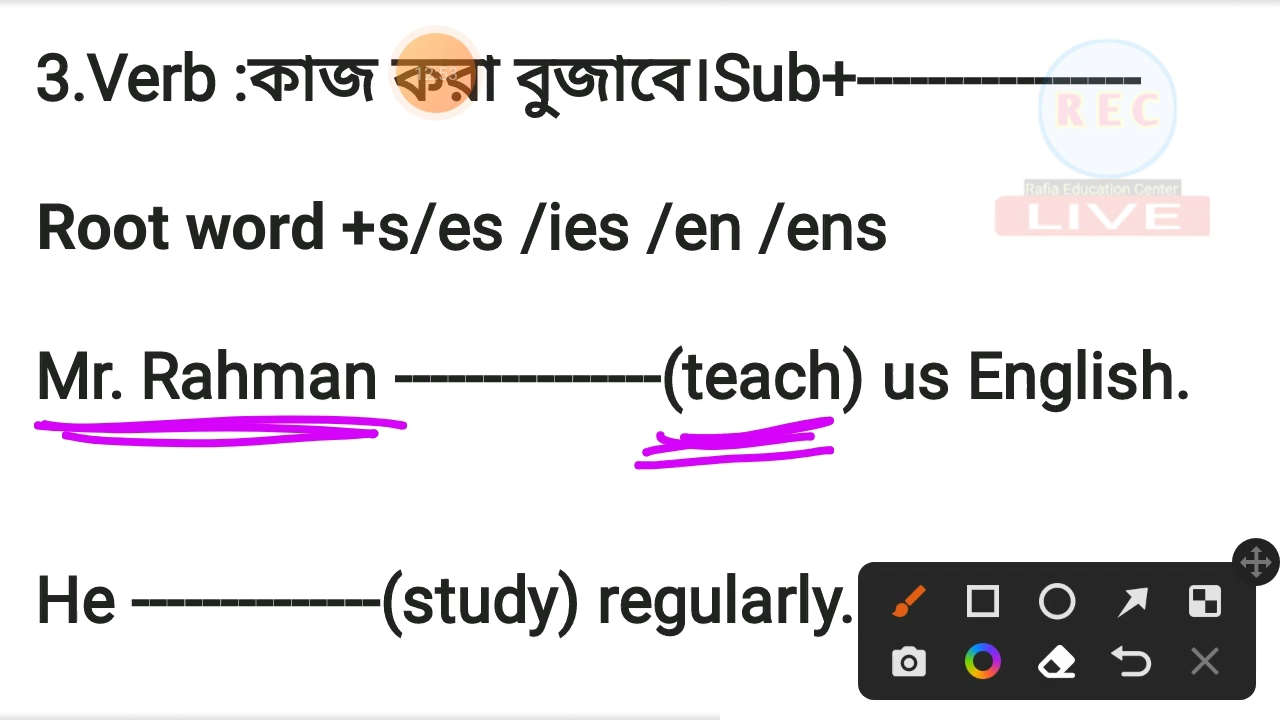 3.Verb :কাজ করা বুজাবে।Sub+---------------
REC
Rafia Education Center
LIVE
Root word +s/es /ies /en /ens
Mr. Rahman ---------------(teach) us English.
He --------------(study) regularly.